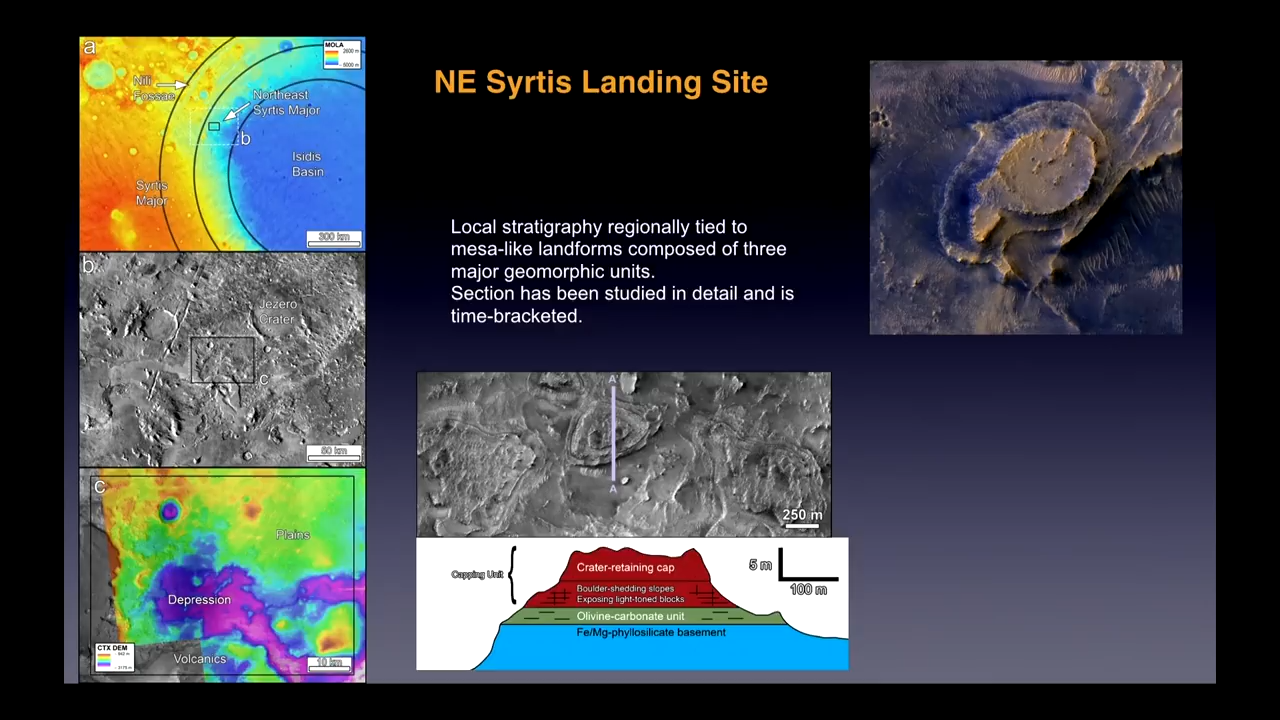 NE Syrtis Landing Site
Local stratigraphy regionally tied to
mesa-like landforms composed of three
major geomorphic units.
Section has been studied in detail and is
time-bracketed.
a
MOLA
Nili
Fossae
Northeast
Syrtis Major
b
Isidis
Basin
Syrtis
Major
300 km
b
Jezero
Crater
C
50 km
C
Plains
Depression
Volcanics
CTX DEM
10 km
A'
A
250 m
Capping Unit
Crater-retaining cap
Boulder-shedding slopes
Exposing light-toned blocks
Olivine-carbonate unit
Fe/Mg-phyllosilicate basement
5 m
100 m